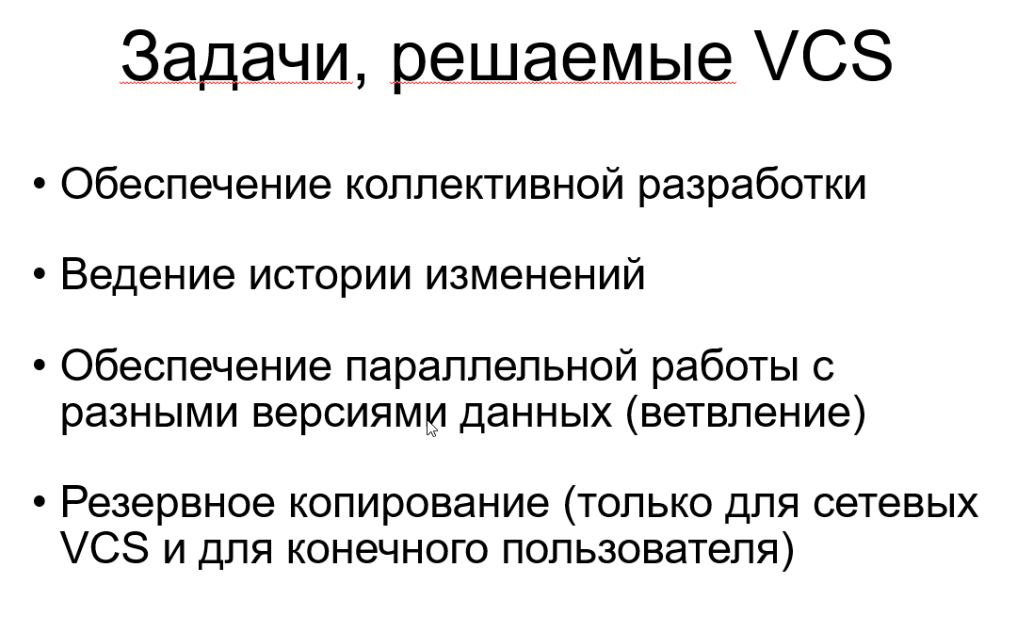 Задачи, решаемые VCS
• Обеспечение коллективной разработки
• Ведение истории изменений
• Обеспечение параллельной работы с
разными версиями данных (ветвление)
• Резервное копирование (только для сетевых
VCS и для конечного пользователя)